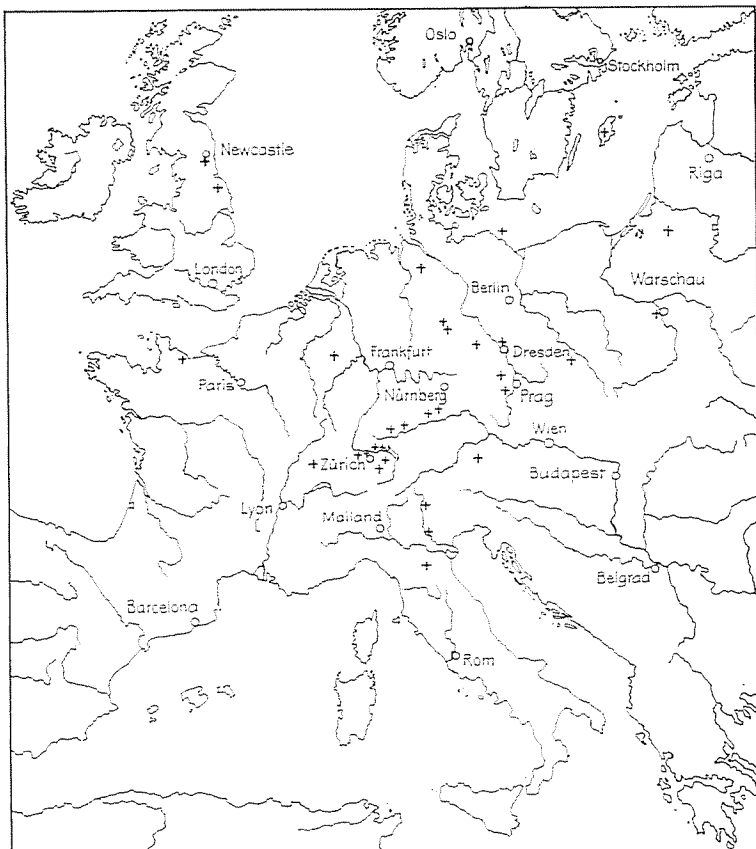 Oslo
Stockholm
Newcastle
Riga
London
Warschau
Berlin
Frankfurt
Dresden
Paris
Nürnberg
Prag
Wien
Zürich
Budapest
Lyon
Mailand
Belgrad
Barcelona
Rom